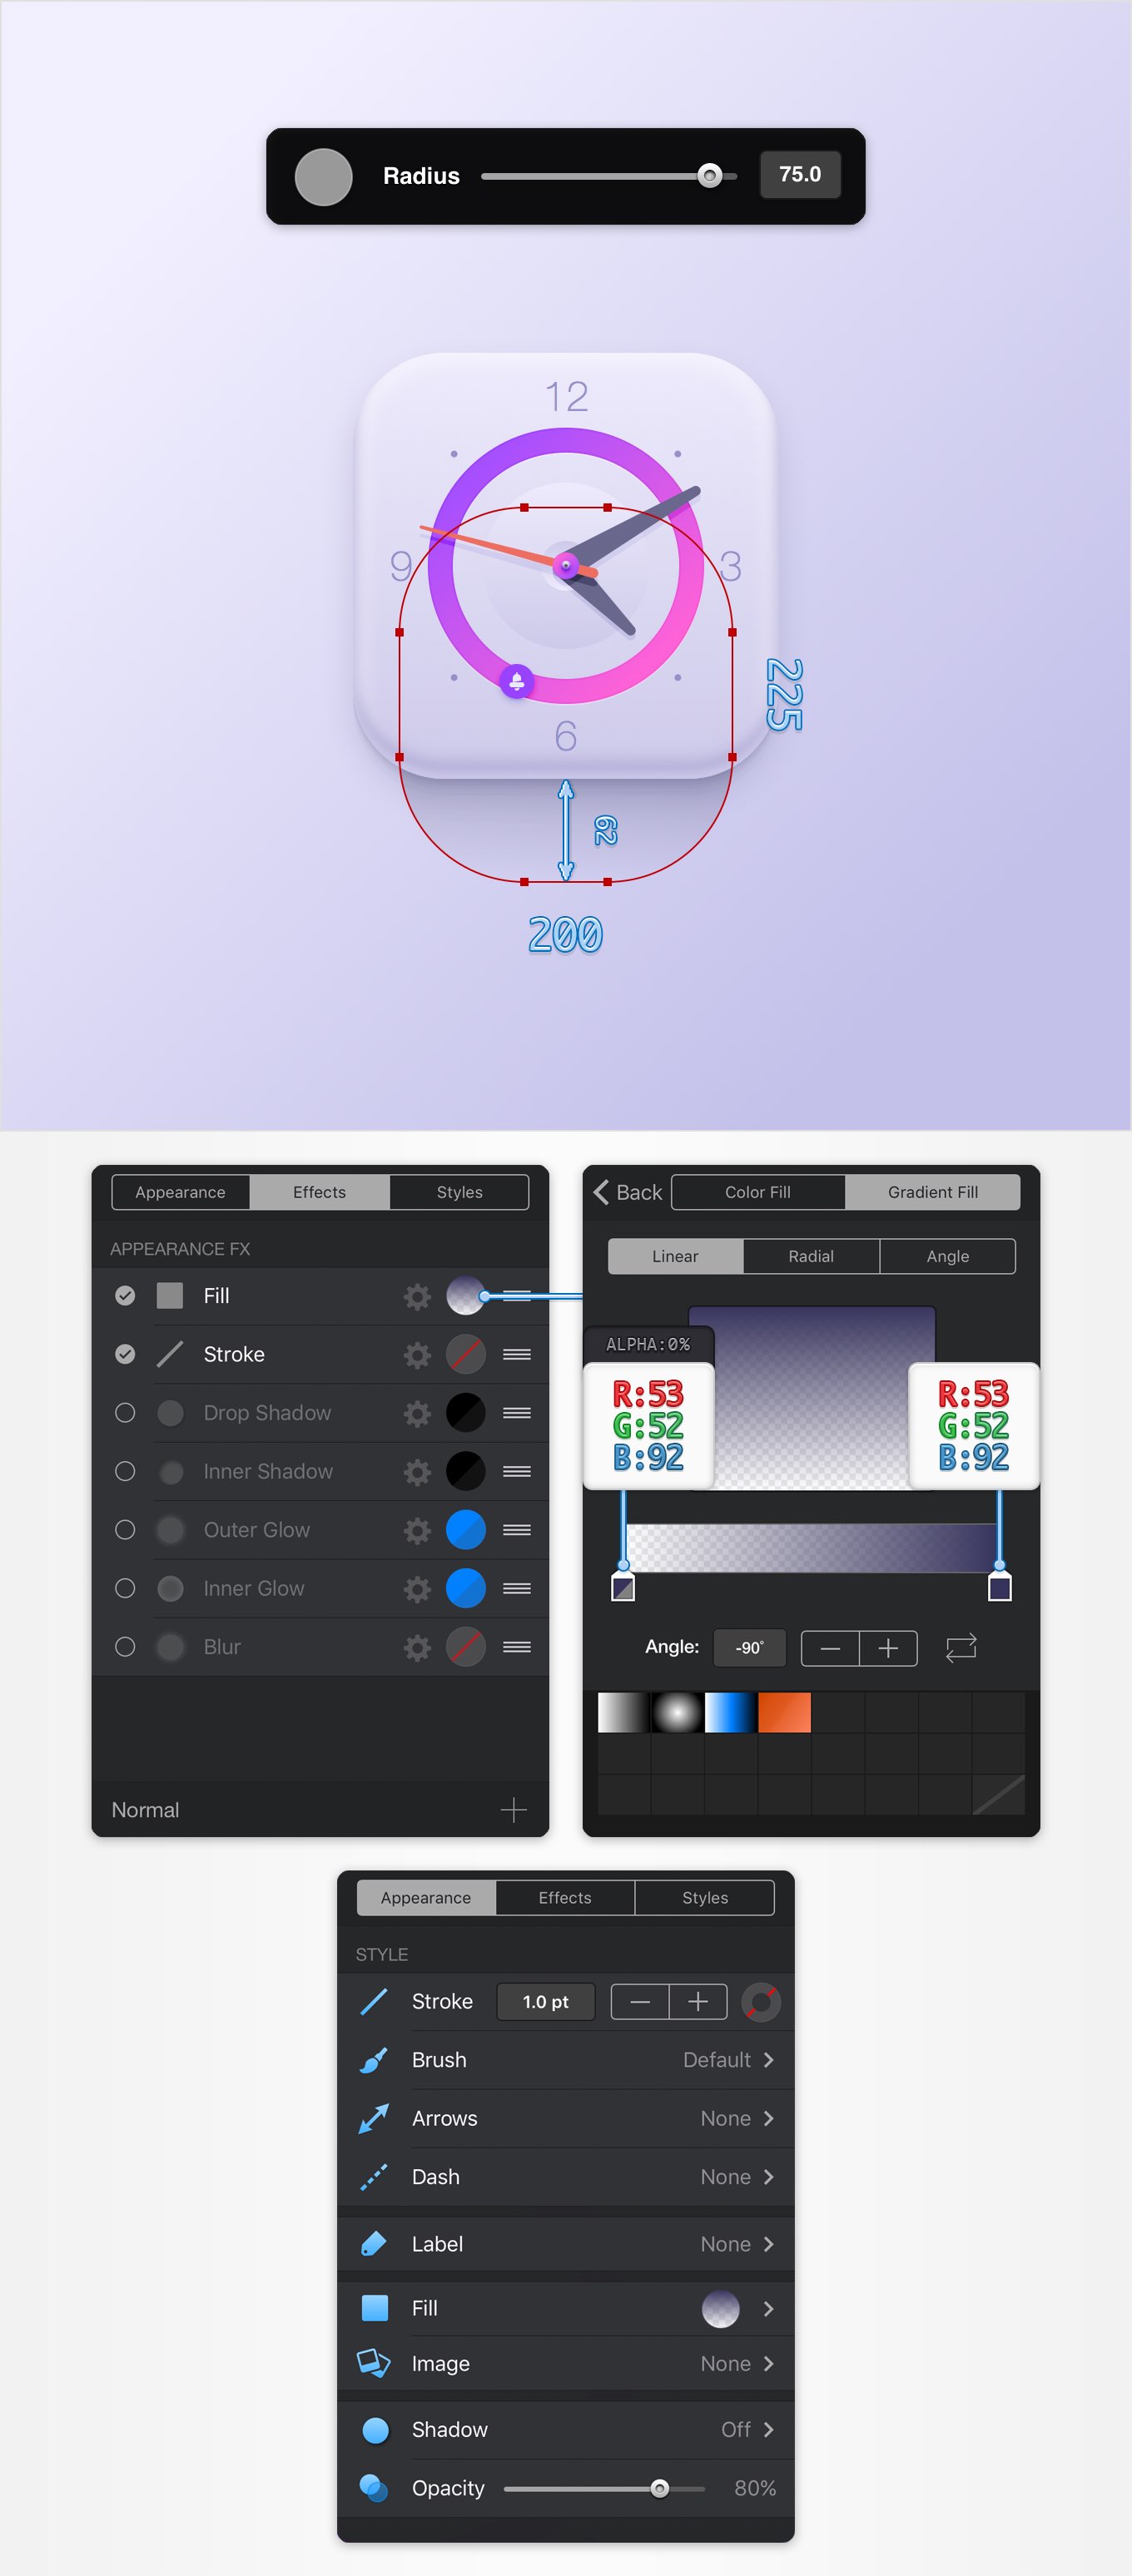 Radius 75.0
12
9 3
6
225
62
200
Appearance Effects Styles
APPEARANCE FX
Fill
Stroke
Drop Shadow
Inner Shadow
Outer Glow
Inner Glow
Blur
Normal
Back Color Fill Gradient Fill
Linear Radial Angle
ALPHA:0%
R:53
G:52
B:92
R:53
G:52
B:92
Angle: -90°
Appearance Effects Styles
STYLE
Stroke 1.0 pt
Brush Default
Arrows None
Dash None
Label None
Fill
Image None
Shadow Off
Opacity 80%